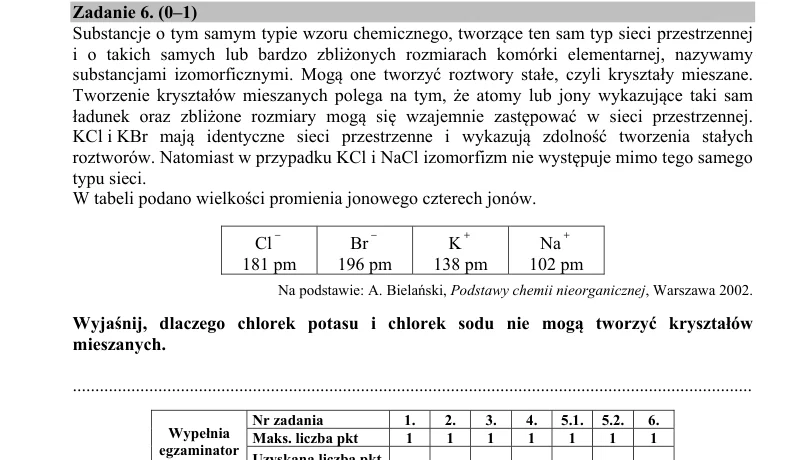 Zadanie 6. (0–1)
Substancje o tym samym typie wzoru chemicznego, tworzące ten sam typ sieci przestrzennej
i o takich samych lub bardzo zbliżonych rozmiarach komórki elementarnej, nazywamy
substancjami izomorficznymi. Mogą one tworzyć roztwory stałe, czyli kryształy mieszane.
Tworzenie kryształów mieszanych polega na tym, że atomy lub jony wykazujące taki sam
ładunek oraz zbliżone rozmiary mogą się wzajemnie zastępować w sieci przestrzennej.
KCl i KBr mają identyczne sieci przestrzenne i wykazują zdolność tworzenia stałych
roztworów. Natomiast w przypadku KCl i NaCl izomorfizm nie występuje mimo tego samego
typu sieci.
W tabeli podano wielkości promienia jonowego czterech jonów.
Cl⁻ Br⁻ K⁺ Na⁺
181 pm 196 pm 138 pm 102 pm
Na podstawie: A. Bielański, Podstawy chemii nieorganicznej, Warszawa 2002.
Wyjaśnij, dlaczego chlorek potasu i chlorek sodu nie mogą tworzyć kryształów
mieszanych.
Wypełnia egzaminator
Nr zadania 1. 2. 3. 4. 5.1. 5.2. 6.
Maks. liczba pkt 1 1 1 1 1 1 1
Uzyskana liczba pkt